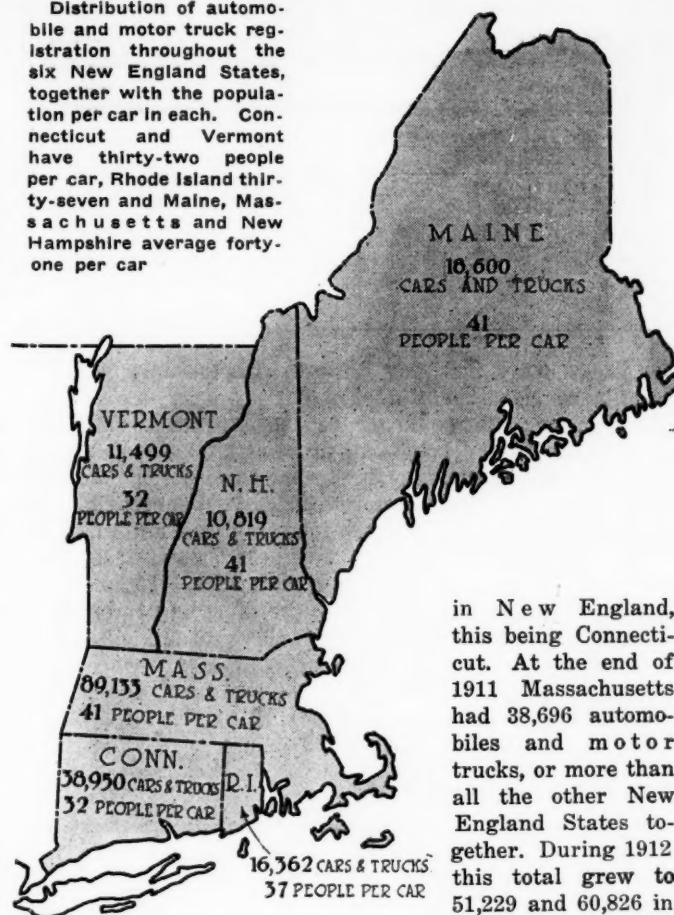 Distribution of automo-
bile and motor truck reg-
istration throughout the
six New England States,
together with the popula-
tion per car in each. Con-
necticut and Vermont
have thirty-two people
per car, Rhode Island thir-
ty-seven and Maine, Mas-
sachusetts and New
Hampshire average forty-
one per car
MAINE
18,600
CARS AND TRUCKS
41
PEOPLE PER CAR
VERMONT
11,499
CARS & TRUCKS
32
PEOPLE PER CAR
N. H.
10,819
CARS & TRUCKS
41
PEOPLE PER CAR
MASS.
89,133 CARS & TRUCKS
41 PEOPLE PER CAR
CONN.
38,950 CARS & TRUCKS
32 PEOPLE PER CAR
R.I.
16,362 CARS & TRUCKS
37 PEOPLE PER CAR
in New England,
this being Connecti-
cut. At the end of
1911 Massachusetts
had 38,696 automo-
biles and motor
trucks, or more than
all the other New
England States to-
gether. During 1912
this total grew to
51,229 and 60,826 in